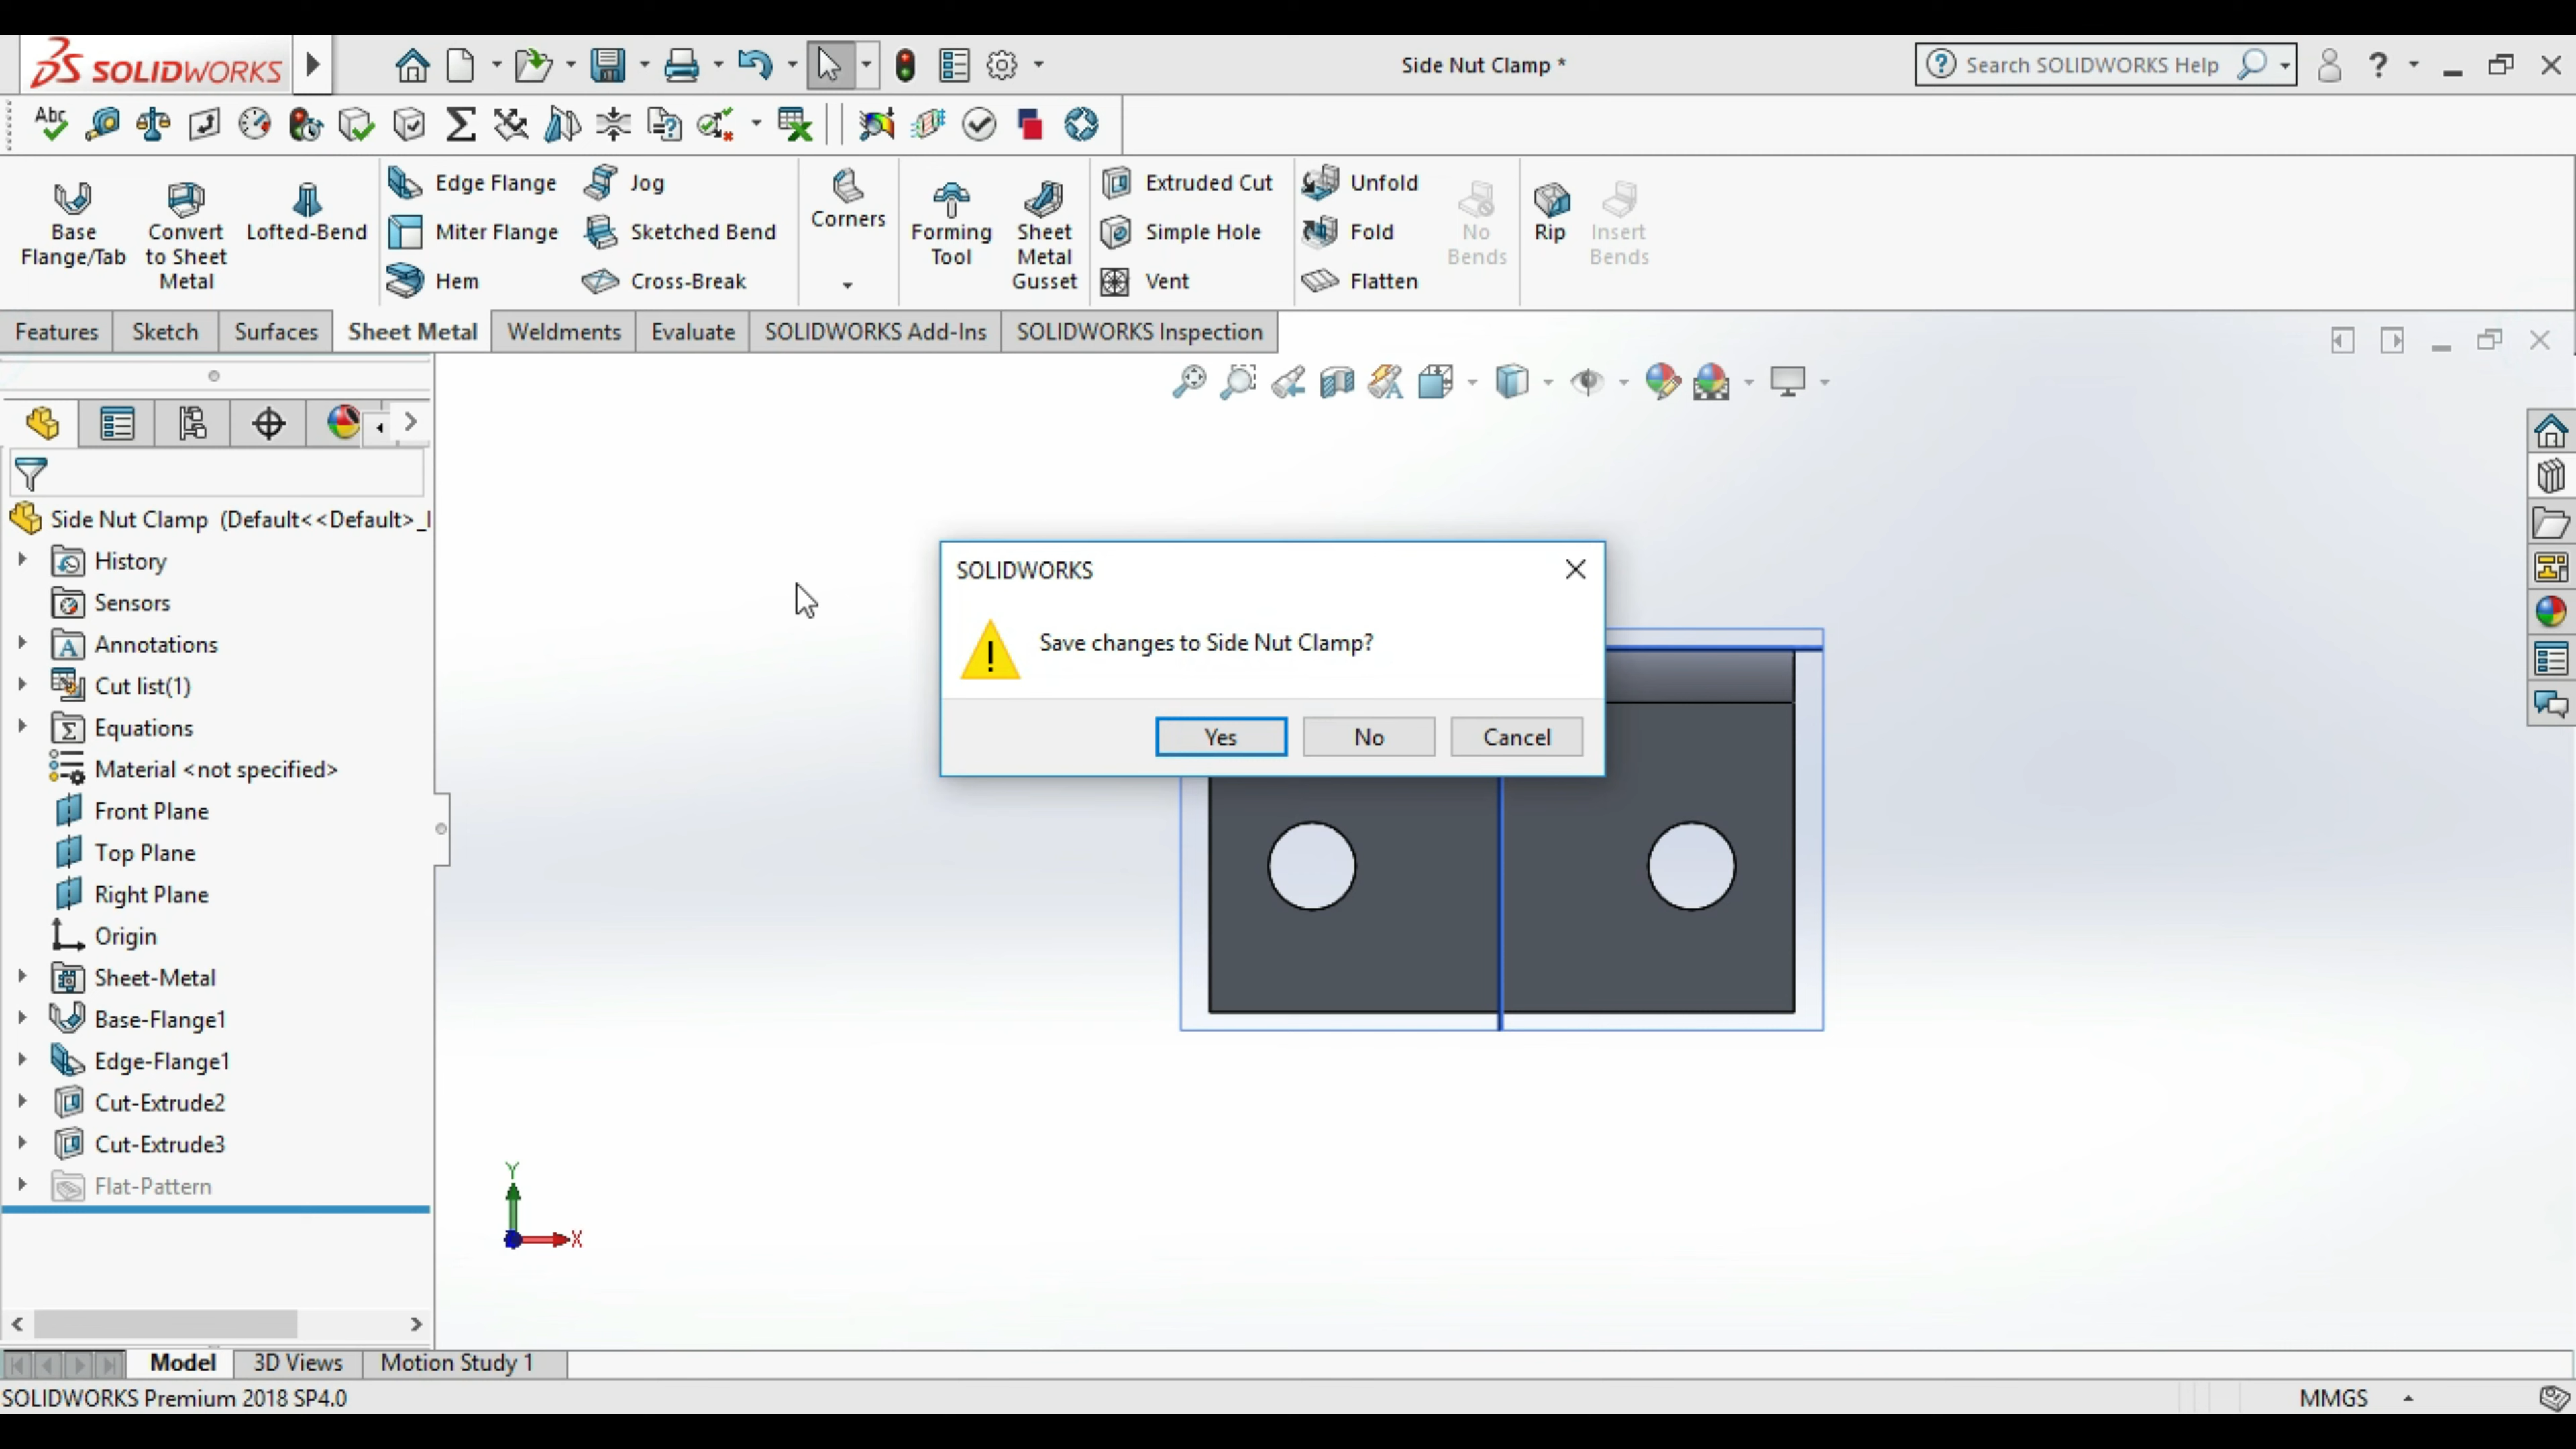 SOLIDWORKS
Side Nut Clamp *
Search SOLIDWORKS Help
Abc
Base Flange/Tab
Convert to Sheet Metal
Lofted-Bend
Edge Flange
Miter Flange
Hem
Jog
Sketched Bend
Cross-Break
Corners
Forming Tool
Sheet Metal Gusset
Extruded Cut
Simple Hole
Vent
Unfold
Fold
Flatten
No Bends
Rip
Insert Bends
Features
Sketch
Surfaces
Sheet Metal
Weldments
Evaluate
SOLIDWORKS Add-Ins
SOLIDWORKS Inspection
Side Nut Clamp (Default<<Default>_
History
Sensors
Annotations
Cut list(1)
Equations
Material <not specified>
Front Plane
Top Plane
Right Plane
Origin
Sheet-Metal
Base-Flange1
Edge-Flange1
Cut-Extrude2
Cut-Extrude3
Flat-Pattern
SOLIDWORKS
Save changes to Side Nut Clamp?
Yes
No
Cancel
Y
X
Model
3D Views
Motion Study 1
SOLIDWORKS Premium 2018 SP4.0
MMGS